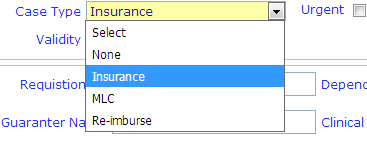 Case Type Insurance Urgent
Select
Validity
None
Insurance
Requistion Depend
MLC
Guaranter Na Clinical
Re-imburse